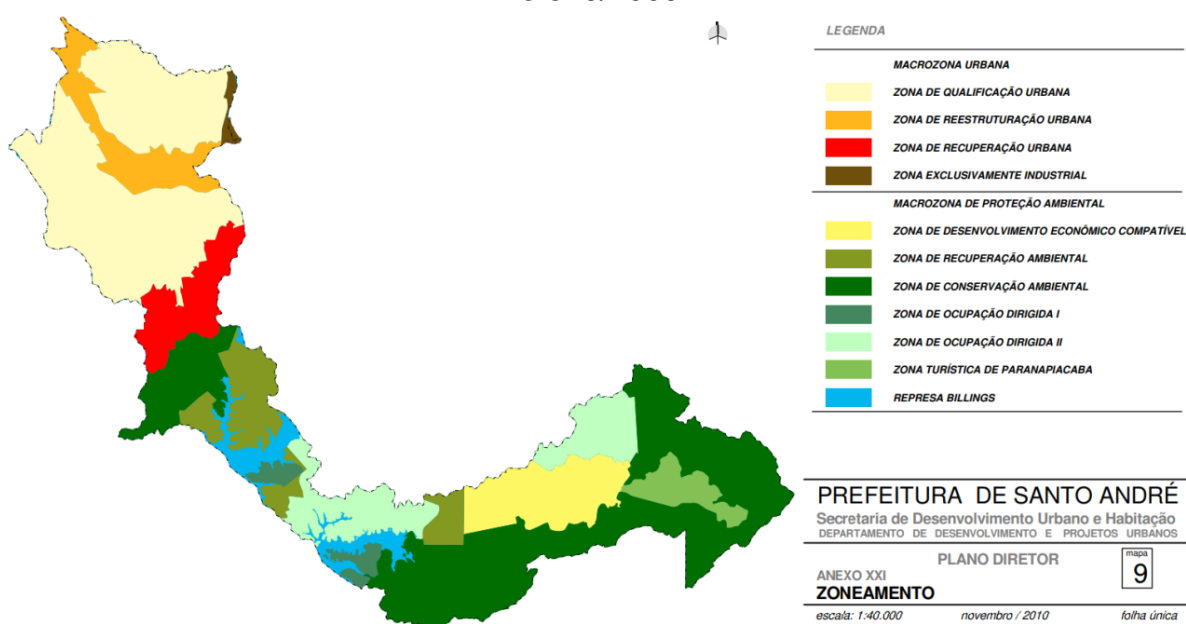 LEGENDA
MACROZONA URBANA
ZONA DE QUALIFICAÇÃO URBANA
ZONA DE REESTRUTURAÇÃO URBANA
ZONA DE RECUPERAÇÃO URBANA
ZONA EXCLUSIVAMENTE INDUSTRIAL
MACROZONA DE PROTEÇÃO AMBIENTAL
ZONA DE DESENVOLVIMENTO ECONÔMICO COMPATÍVEL
ZONA DE RECUPERAÇÃO AMBIENTAL
ZONA DE CONSERVAÇÃO AMBIENTAL
ZONA DE OCUPAÇÃO DIRIGIDA I
ZONA DE OCUPAÇÃO DIRIGIDA II
ZONA TURÍSTICA DE PARANAPIACABA
REPRESA BILLINGS
PREFEITURA DE SANTO ANDRÉ
Secretaria de Desenvolvimento Urbano e Habitação
DEPARTAMENTO DE DESENVOLVIMENTO E PROJETOS URBANOS
PLANO DIRETOR
mapa
9
ANEXO XXI
ZONEAMENTO
escala: 1:40.000 novembro / 2010 folha única